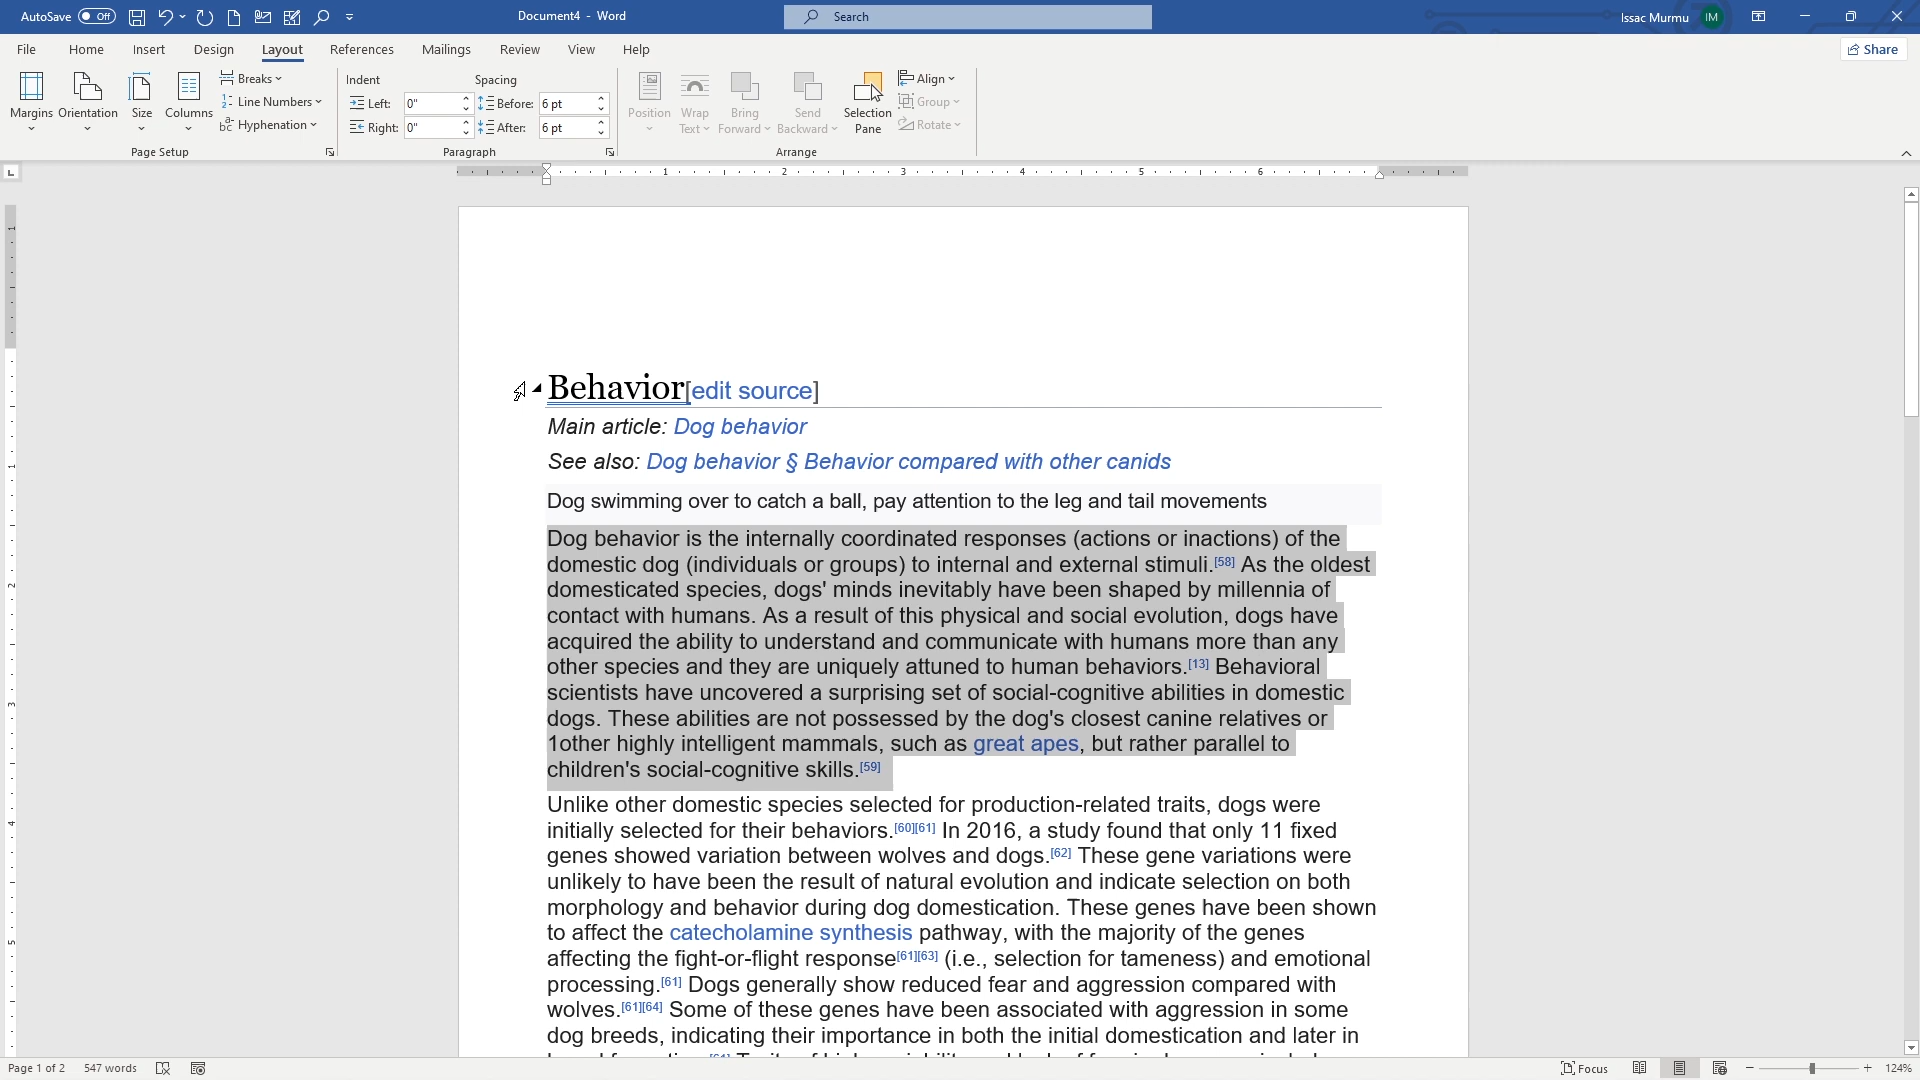 AutoSave Off Document4 - Word Search Issac Murmu IM
File Home Insert Design Layout References Mailings Review View Help Share
Margins Orientation Size Columns
Breaks
Line Numbers
Hyphenation
Page Setup
Indent Spacing
Left: 0" Before: 6 pt
Right: 0" After: 6 pt
Paragraph
Position Wrap Text Bring Forward Send Backward Selection Pane
Align
Group
Rotate
Arrange
1 2 3 4 5 6
Behavior[edit source]
Main article: Dog behavior
See also: Dog behavior § Behavior compared with other canids
Dog swimming over to catch a ball, pay attention to the leg and tail movements
Dog behavior is the internally coordinated responses (actions or inactions) of the
domestic dog (individuals or groups) to internal and external stimuli.[58] As the oldest
domesticated species, dogs' minds inevitably have been shaped by millennia of
contact with humans. As a result of this physical and social evolution, dogs have
acquired the ability to understand and communicate with humans more than any
other species and they are uniquely attuned to human behaviors.[13] Behavioral
scientists have uncovered a surprising set of social-cognitive abilities in domestic
dogs. These abilities are not possessed by the dog's closest canine relatives or
1other highly intelligent mammals, such as great apes, but rather parallel to
children's social-cognitive skills.[59]
Unlike other domestic species selected for production-related traits, dogs were
initially selected for their behaviors.[60][61] In 2016, a study found that only 11 fixed
genes showed variation between wolves and dogs.[62] These gene variations were
unlikely to have been the result of natural evolution and indicate selection on both
morphology and behavior during dog domestication. These genes have been shown
to affect the catecholamine synthesis pathway, with the majority of the genes
affecting the fight-or-flight response[61][63] (i.e., selection for tameness) and emotional
processing.[61] Dogs generally show reduced fear and aggression compared with
wolves.[61][64] Some of these genes have been associated with aggression in some
dog breeds, indicating their importance in both the initial domestication and later in
Page 1 of 2 547 words Focus 124%